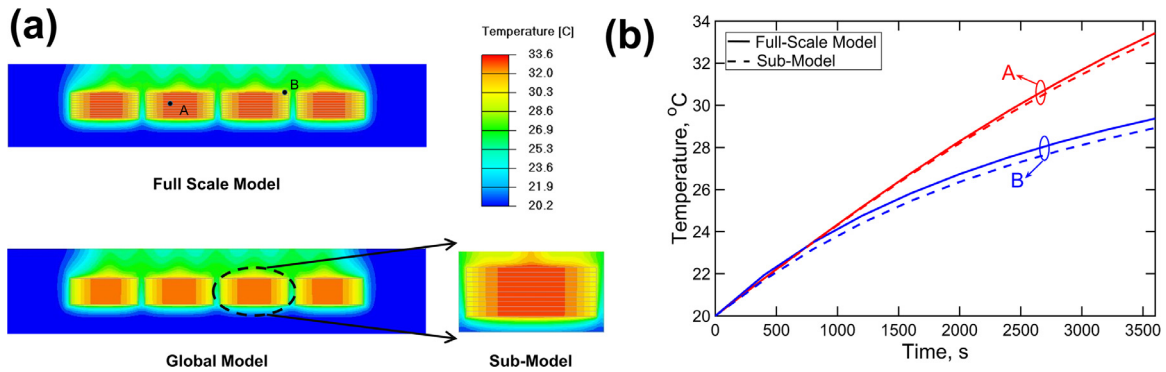 (a)
Temperature [C]
33.6
32.0
30.3
28.6
26.9
25.3
23.6
21.9
20.2
A
B
Full Scale Model
Global Model
Sub-Model
(b)
Full-Scale Model
Sub-Model
A
B
Temperature, °C
34
32
30
28
26
24
22
20
0
500
1000
1500
2000
2500
3000
3500
Time, s